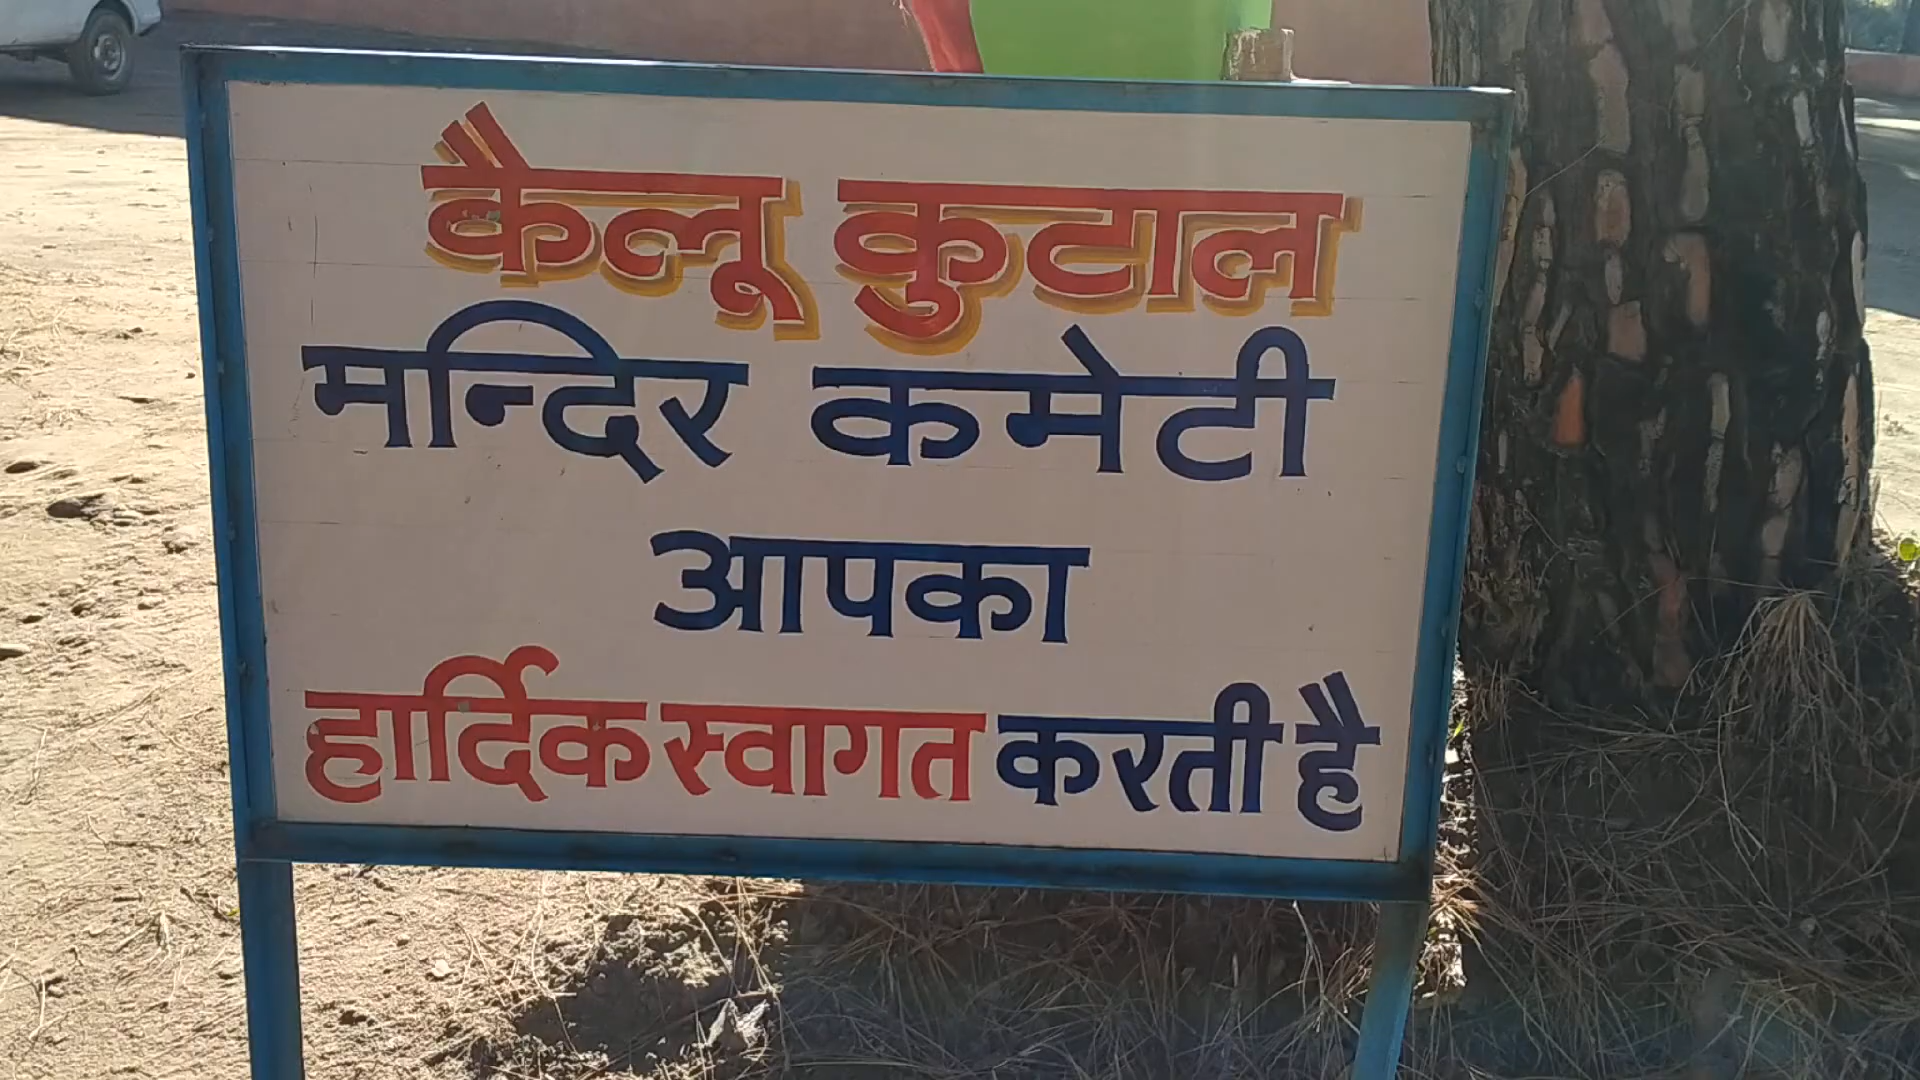 कैलू कुटाल
मन्दिर कमेटी
आपका
हार्दिक स्वागत करती है